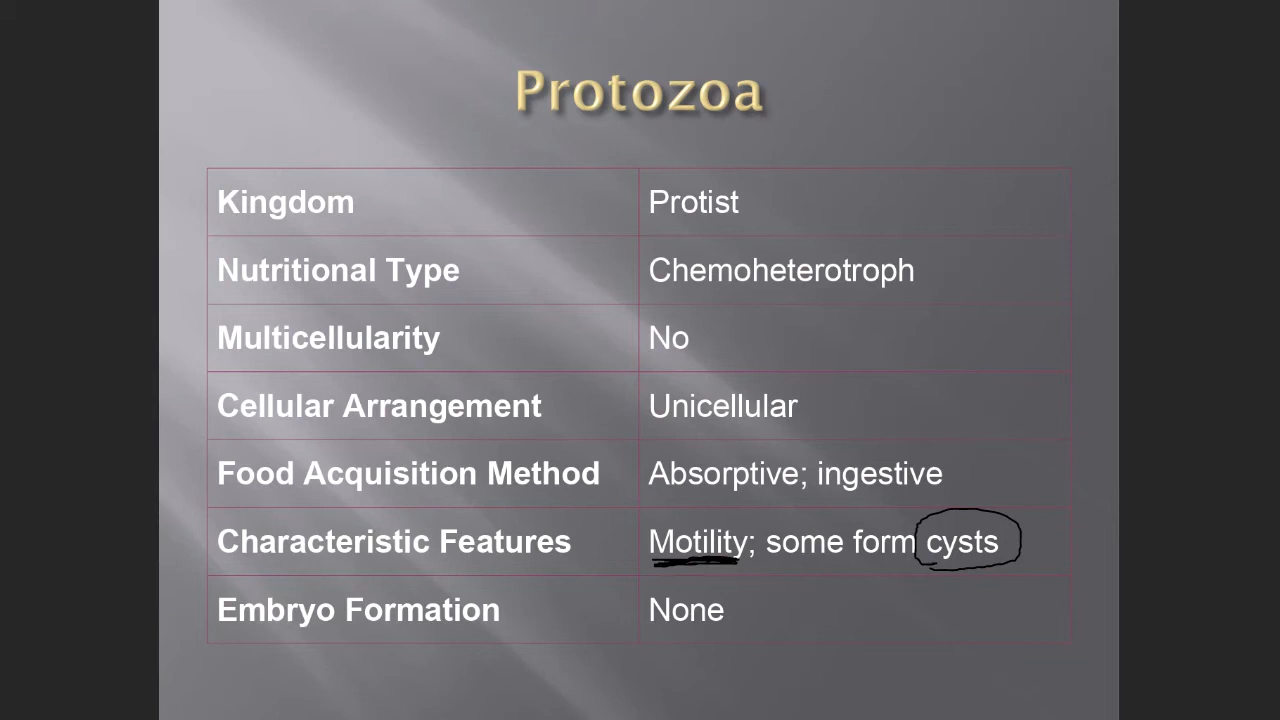 Protozoa
Kingdom Protist
Nutritional Type Chemoheterotroph
Multicellularity No
Cellular Arrangement Unicellular
Food Acquisition Method Absorptive; ingestive
Characteristic Features Motility; some form cysts
Embryo Formation None